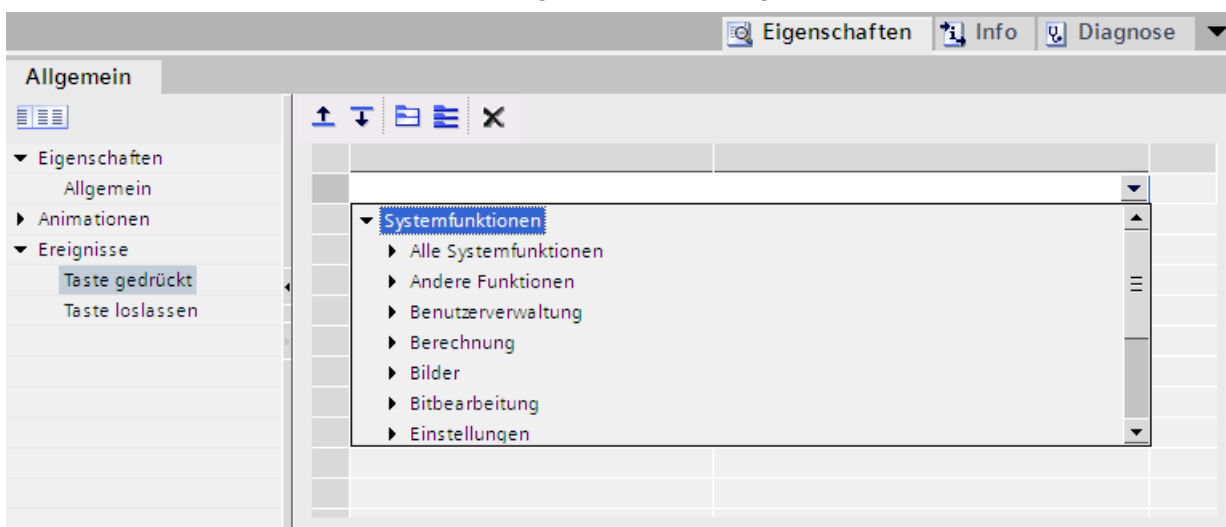 Eigenschaften Info Diagnose
Allgemein
Eigenschaften
Allgemein
Animationen
Ereignisse
Taste gedrückt
Taste loslassen
Systemfunktionen
Alle Systemfunktionen
Andere Funktionen
Benutzerverwaltung
Berechnung
Bilder
Bitbearbeitung
Einstellungen